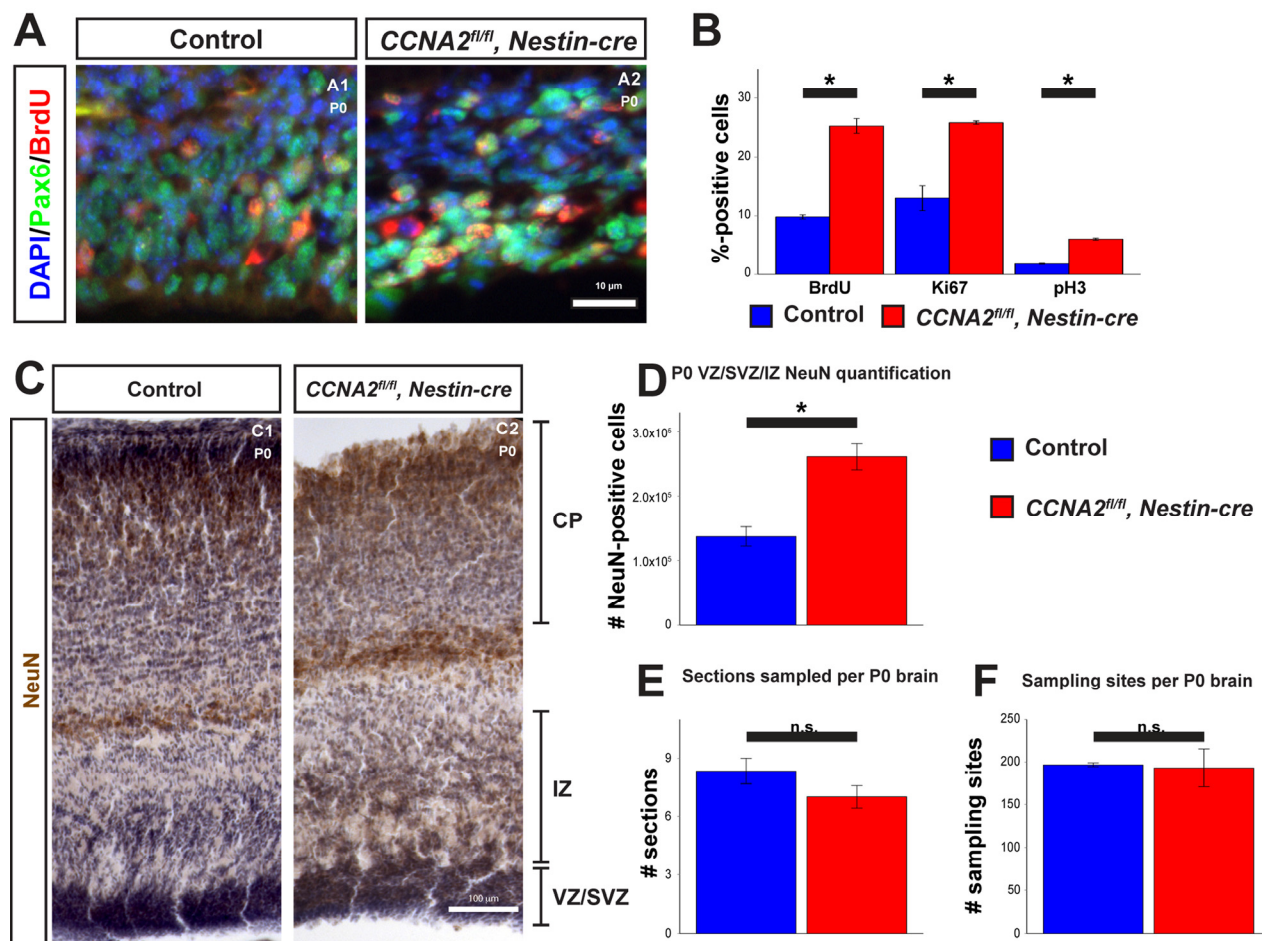 A
Control
CCNA2fl/fl, Nestin-cre
DAPI/Pax6/BrdU
A1
P0
A2
P0
10 µm
B
%-positive cells
30
20
10
0
*
*
*
BrdU
Ki67
pH3
Control
CCNA2fl/fl, Nestin-cre
C
Control
CCNA2fl/fl, Nestin-cre
NeuN
C1
P0
C2
P0
CP
IZ
VZ/SVZ
100 µm
D
P0 VZ/SVZ/IZ NeuN quantification
# NeuN-positive cells
3.0x10⁶
2.0x10⁵
1.0x10⁵
0
*
Control
CCNA2fl/fl, Nestin-cre
E
Sections sampled per P0 brain
# sections
9
6
3
0
n.s.
F
Sampling sites per P0 brain
# sampling sites
250
200
150
100
50
0
n.s.